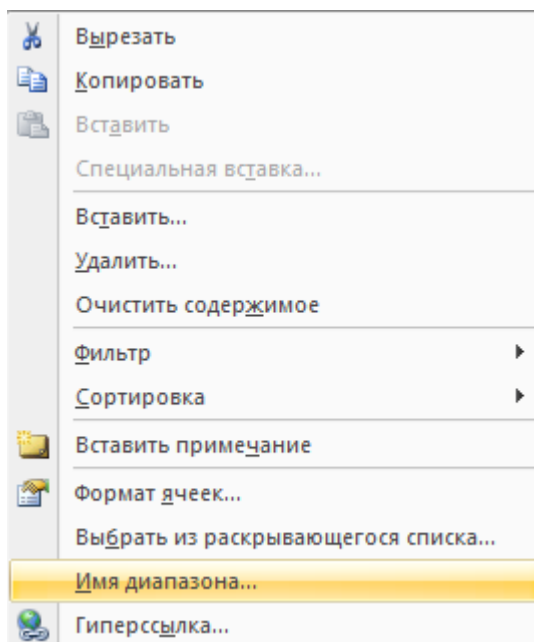 Вырезать
Копировать
Вставить
Специальная вставка...
Вставить...
Удалить...
Очистить содержимое
Фильтр
Сортировка
Вставить примечание
Формат ячеек...
Выбрать из раскрывающегося списка...
Имя диапазона...
Гиперссылка...